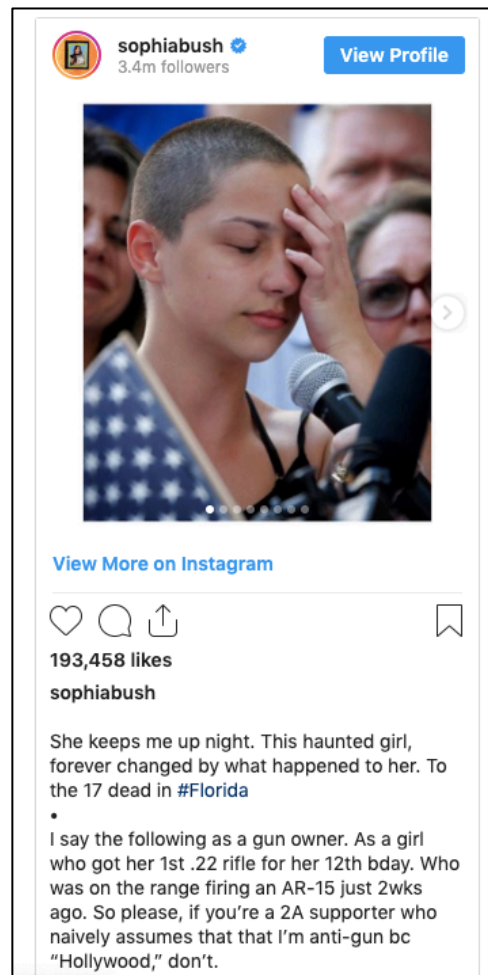 sophiabush
3.4m followers
View Profile
View More on Instagram
193,458 likes
sophiabush
She keeps me up night. This haunted girl,
forever changed by what happened to her. To
the 17 dead in #Florida
•
I say the following as a gun owner. As a girl
who got her 1st .22 rifle for her 12th bday. Who
was on the range firing an AR-15 just 2wks
ago. So please, if you’re a 2A supporter who
naively assumes that that I’m anti-gun bc
“Hollywood,” don’t.